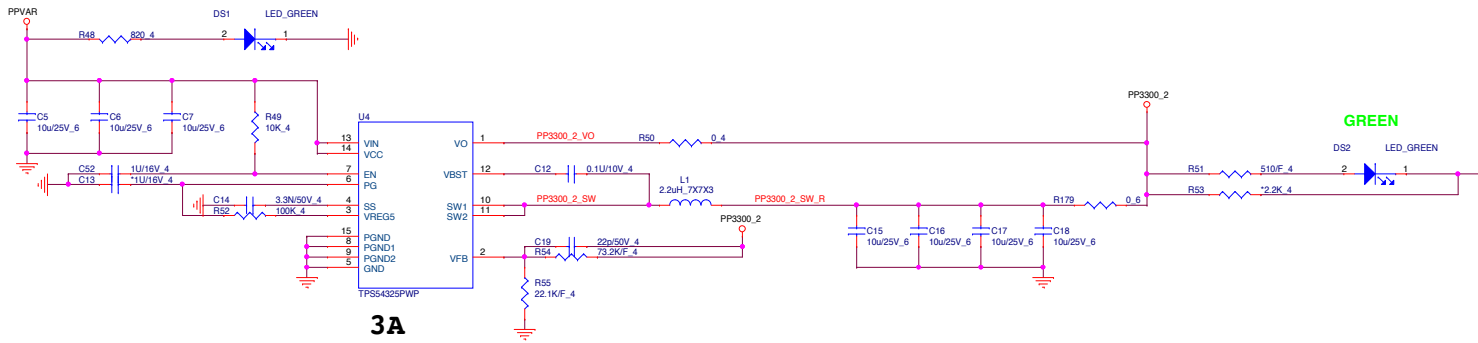 PPVAR
DS1 LED_GREEN
R48 820_4 2 1
PP3300_2
C5
10u/25V_6
C6
10u/25V_6
C7
10u/25V_6
R49
10K_4
U4
GREEN
DS2 LED_GREEN
13 VIN
14 VCC
VO 1 PP3300_2_VO R50 0_4
C52 1U/16V_4 7 EN
C13 *1U/16V_4 6 PG
VBST 12 C12 0.1U/10V_4
R51 510/F_4 2 1
R53 *2.2K_4
L1
2.2uH_7X7X3
C14 3.3N/50V_4 4 SS
R52 100K_4 3 VREG5
SW1 10 PP3300_2_SW PP3300_2_SW_R
SW2 11
R179 0_6
PP3300_2
C15
10u/25V_6
C16
10u/25V_6
C17
10u/25V_6
C18
10u/25V_6
15 PGND
8 PGND1
9 PGND2
5 GND
VFB 2
C19 22p/50V_4
R54 73.2K/F_4
R55
22.1K/F_4
TPS54325PWP
3A